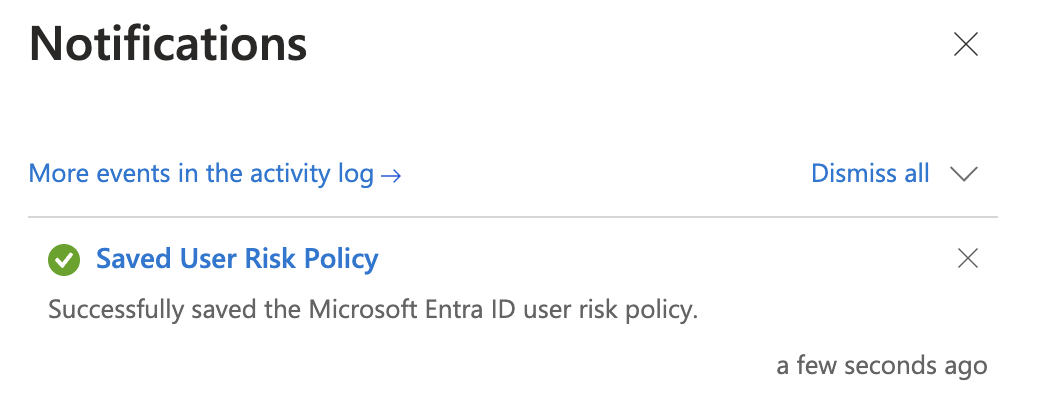 Notifications
More events in the activity log → Dismiss all
Saved User Risk Policy
Successfully saved the Microsoft Entra ID user risk policy.
a few seconds ago